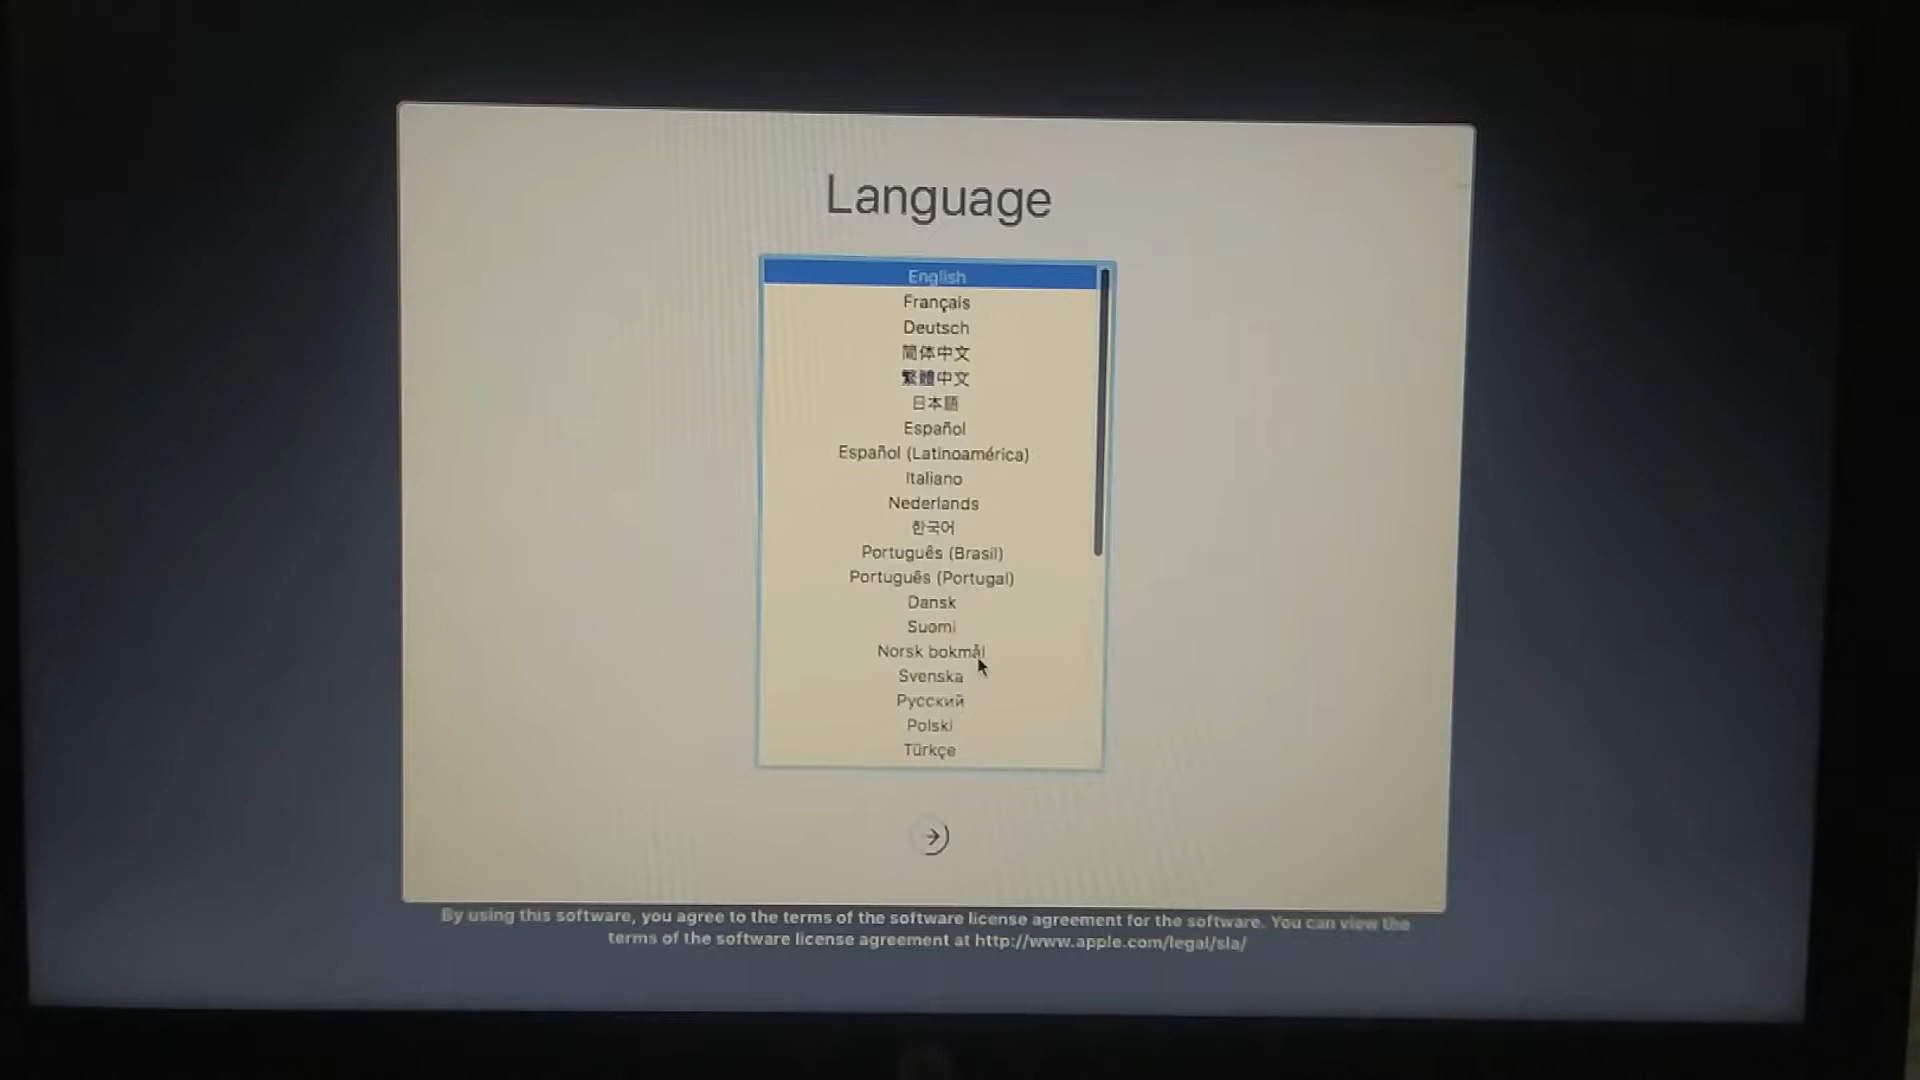 Language
English
Français
Deutsch
简体中文
繁體中文
日本語
Español
Español (Latinoamérica)
Italiano
Nederlands
한국어
Português (Brasil)
Português (Portugal)
Dansk
Suomi
Norsk bokmål
Svenska
Русский
Polski
Türkçe
By using this software, you agree to the terms of the software license agreement for the software. You can view the
terms of the software license agreement at http://www.apple.com/legal/sla/